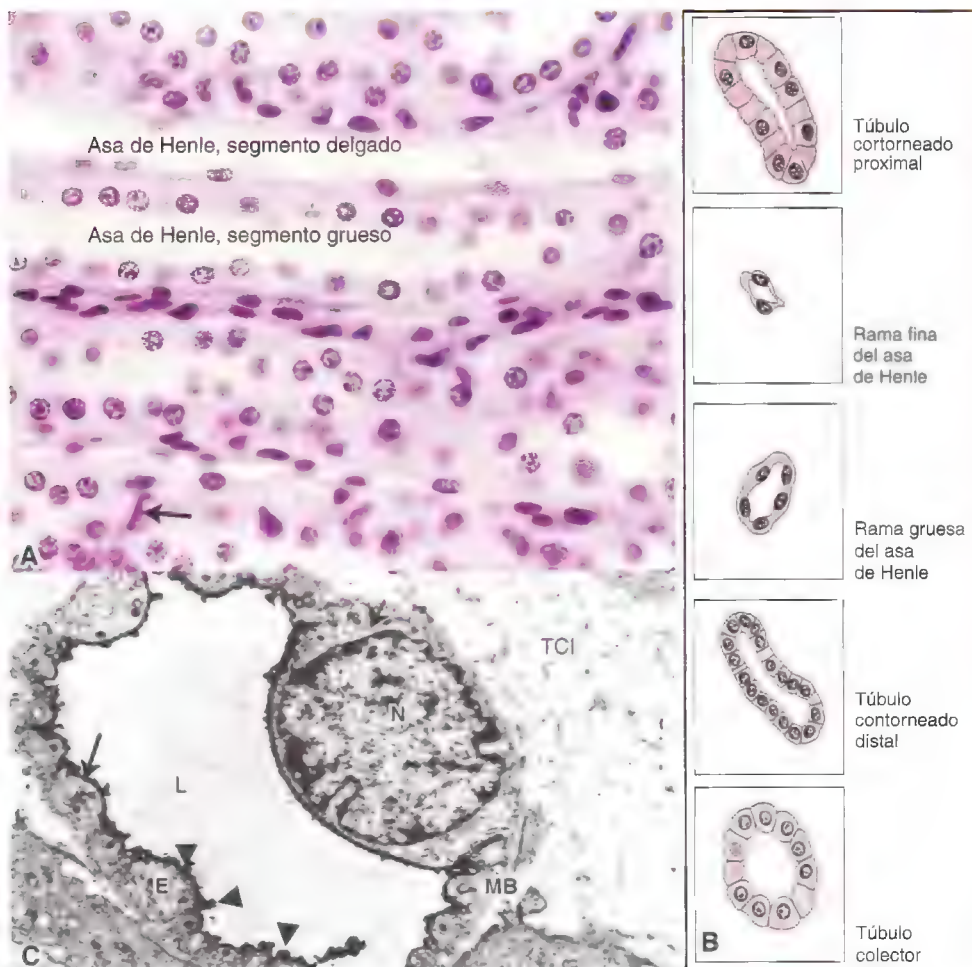 Asa de Henle, segmento delgado
Asa de Henle, segmento grueso
A
TCI
N
L
E
MB
C
Túbulo
cortorneado
proximal
Rama fina
del asa
de Henle
Rama gruesa
del asa
de Henle
Túbulo
contorneado
distal
B
Túbulo
colector